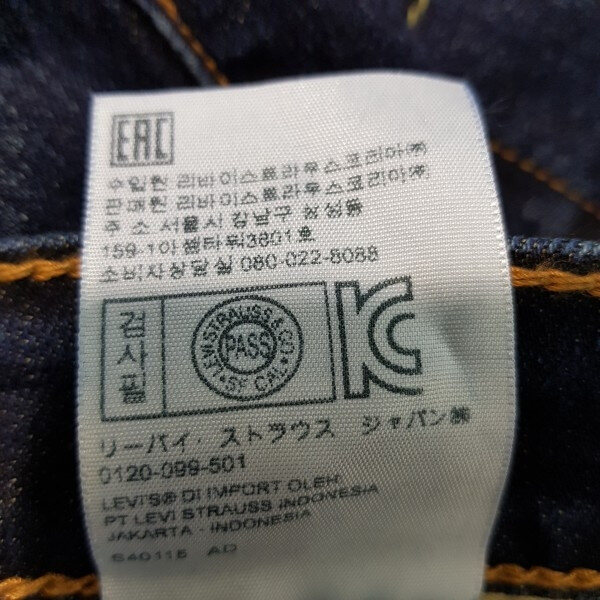 EAC
수입원 리바이스트라우스코리아(주)
판매원 리바이스트라우스코리아(주)
주 소 서울시 강남구 삼성동
159-1아셈타워3801호
소비자상담실 080-022-8088
검사필
LEVI STRAUSS & CO
PASS
SF CAL
KC
リーバイ・ストラウス ジャパン㈱
0120-099-501
LEVI'S® DI IMPORT OLEH
PT LEVI STRAUSS INDONESIA
JAKARTA - INDONESIA
S40115 AD